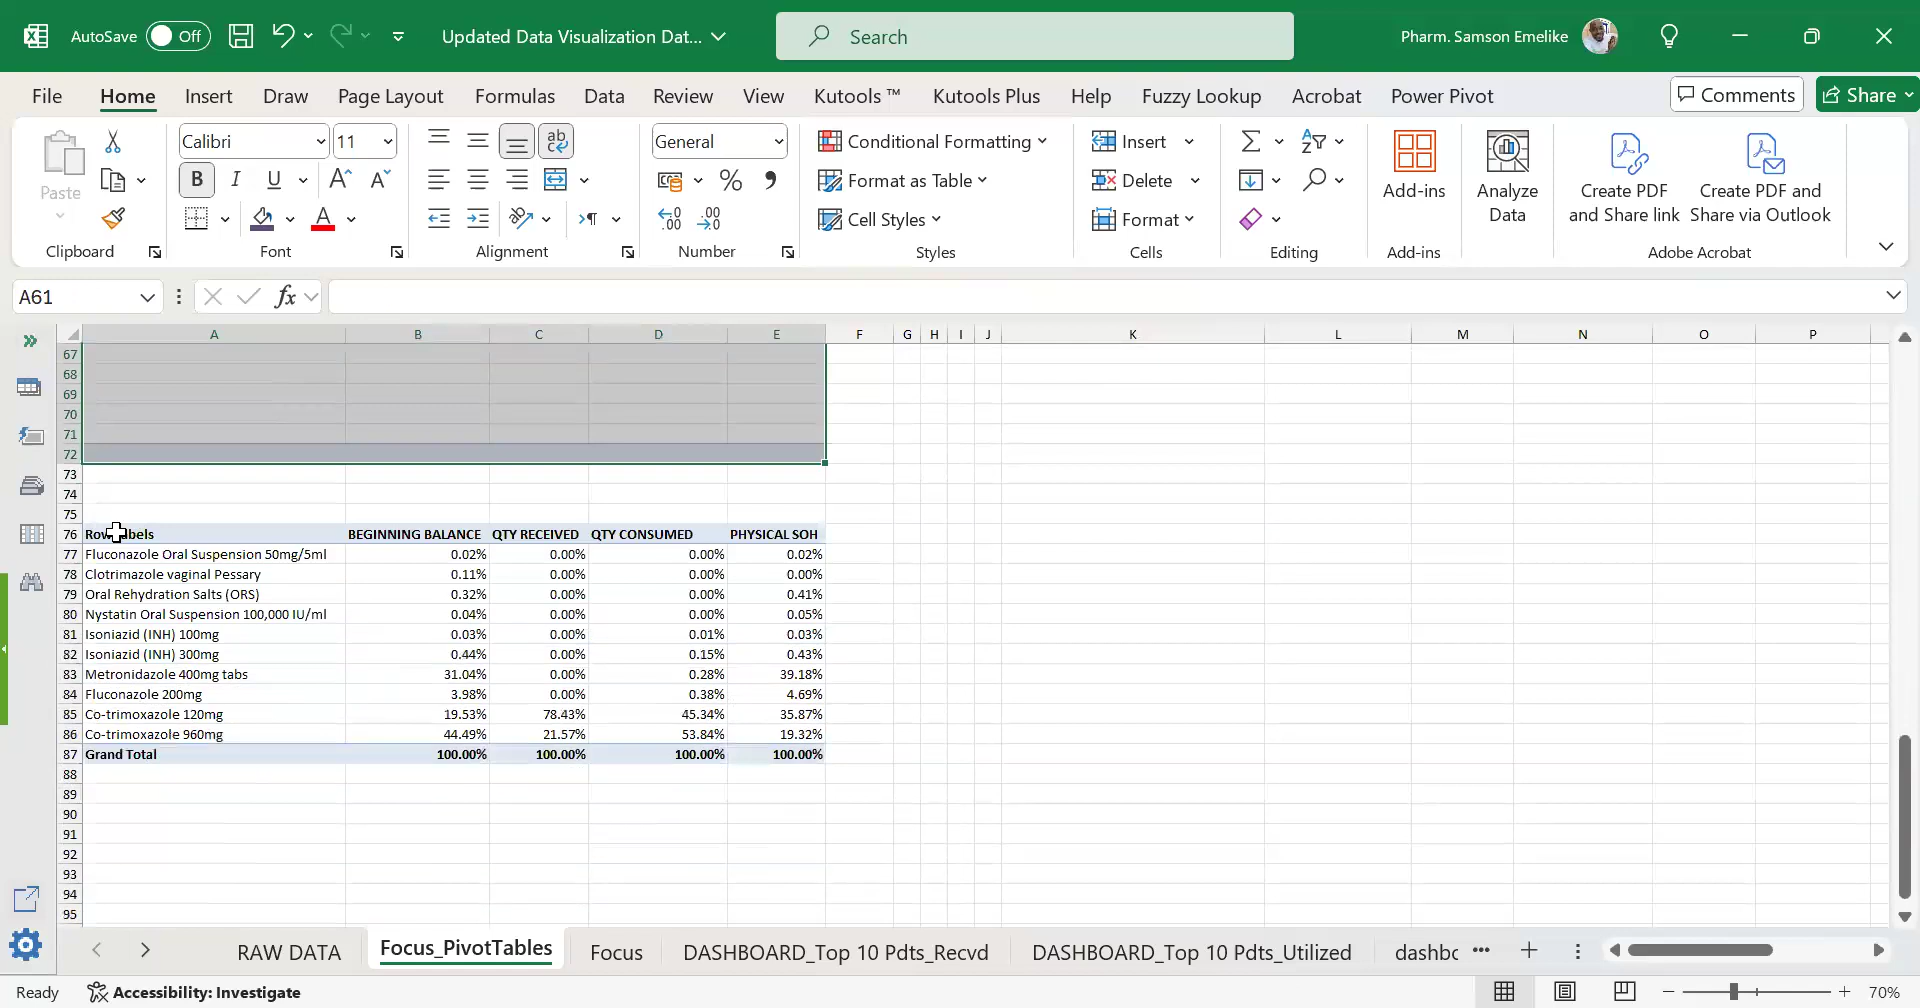 AutoSave Off Updated Data Visualization Dat... Search Pharm. Samson Emelike
File Home Insert Draw Page Layout Formulas Data Review View Kutools ™ Kutools Plus Help Fuzzy Lookup Acrobat Power Pivot Comments Share
Paste Calibri 11 General Conditional Formatting Insert
Format as Table Delete Add-ins Analyze Data Create PDF and Share link Create PDF and Share via Outlook
Cell Styles Format
Clipboard Font Alignment Number Styles Cells Editing Add-ins Adobe Acrobat
A61 fx
A B C D E F G H I J K L M N O P
67
68
69
70
71
72
73
74
75
76 Row Labels BEGINNING BALANCE QTY RECEIVED QTY CONSUMED PHYSICAL SOH
77 Fluconazole Oral Suspension 50mg/5ml 0.02% 0.00% 0.00% 0.02%
78 Clotrimazole vaginal Pessary 0.11% 0.00% 0.00% 0.00%
79 Oral Rehydration Salts (ORS) 0.32% 0.00% 0.00% 0.41%
80 Nystatin Oral Suspension 100,000 IU/ml 0.04% 0.00% 0.00% 0.05%
81 Isoniazid (INH) 100mg 0.03% 0.00% 0.01% 0.03%
82 Isoniazid (INH) 300mg 0.44% 0.00% 0.15% 0.43%
83 Metronidazole 400mg tabs 31.04% 0.00% 0.28% 39.18%
84 Fluconazole 200mg 3.98% 0.00% 0.38% 4.69%
85 Co-trimoxazole 120mg 19.53% 78.43% 45.34% 35.87%
86 Co-trimoxazole 960mg 44.49% 21.57% 53.84% 19.32%
87 Grand Total 100.00% 100.00% 100.00% 100.00%
88
89
90
91
92
93
94
95
RAW DATA Focus_PivotTables Focus DASHBOARD_Top 10 Pdts_Recvd DASHBOARD_Top 10 Pdts_Utilized dashbc ...
Ready Accessibility: Investigate 70%